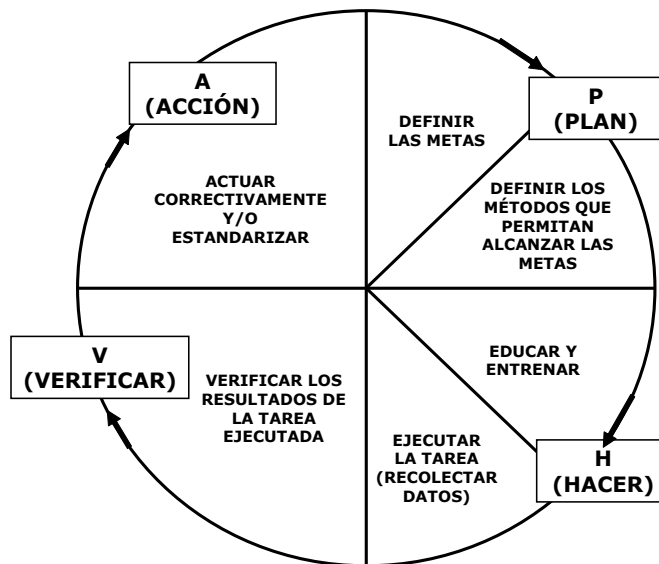 A
(ACCIÓN)
P
(PLAN)
DEFINIR
LAS METAS
ACTUAR
CORRECTIVAMENTE
Y/O
ESTANDARIZAR
DEFINIR LOS
MÉTODOS QUE
PERMITAN
ALCANZAR LAS
METAS
V
(VERIFICAR)
VERIFICAR LOS
RESULTADOS DE
LA TAREA
EJECUTADA
EDUCAR Y
ENTRENAR
EJECUTAR
LA TAREA
(RECOLECTAR
DATOS)
H
(HACER)